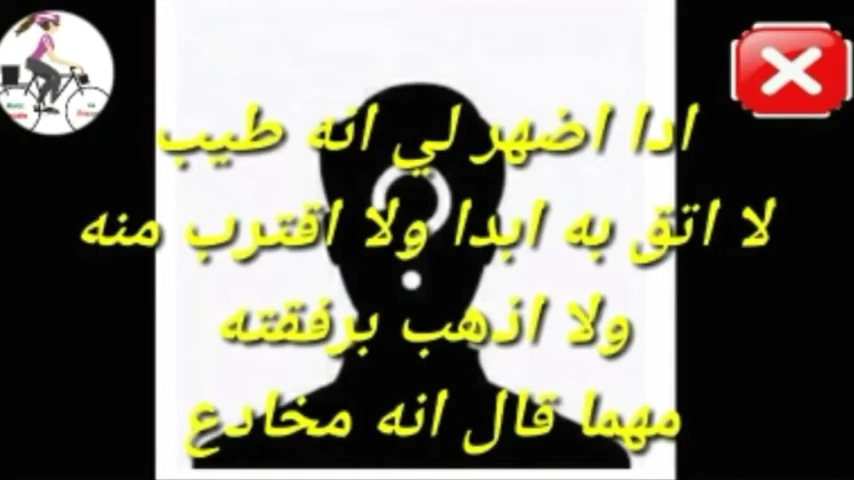 ادا اضهر لي انه طيب
لا اتق به ابدا ولا اقترب منه
ولا اذهب برفقته
مهما قال انه مخادع